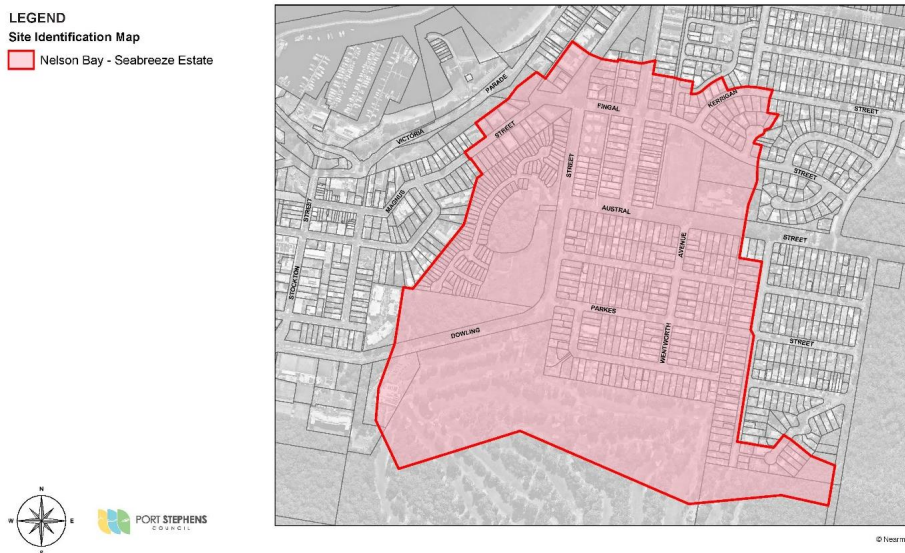 LEGEND
Site Identification Map
Nelson Bay - Seabreeze Estate
PARADE
VICTORIA
STREET
MAGNUS
STREET
STOCKTON
FINGAL
STREET
KERRIGAN
STREET
STREET
AUSTRAL
AVENUE
STREET
PARKES
WENTWORTH
STREET
DOWLING
N
W
E
S
PORT STEPHENS
COUNCIL
© Nearm